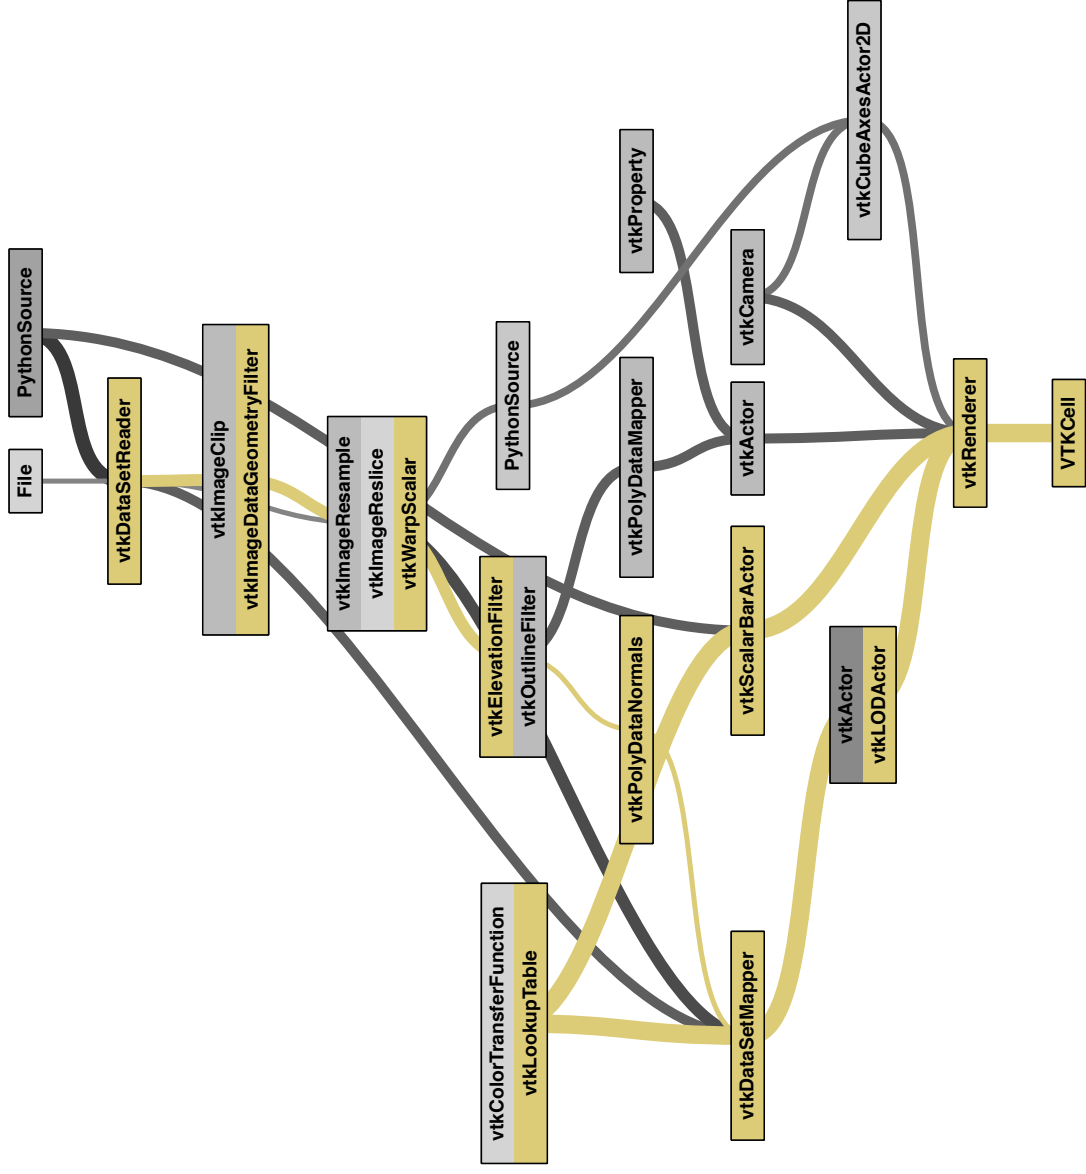 File
PythonSource
vtkDataSetReader
vtkImageClip
vtkImageDataGeometryFilter
vtkImageResample
vtkImageReslice
vtkWarpScalar
PythonSource
vtkElevationFilter
vtkOutlineFilter
vtkColorTransferFunction
vtkLookupTable
vtkPolyDataNormals
vtkPolyDataMapper
vtkProperty
vtkDataSetMapper
vtkScalarBarActor
vtkActor
vtkCamera
vtkActor
vtkLODActor
vtkCubeAxesActor2D
vtkRenderer
VTKCell